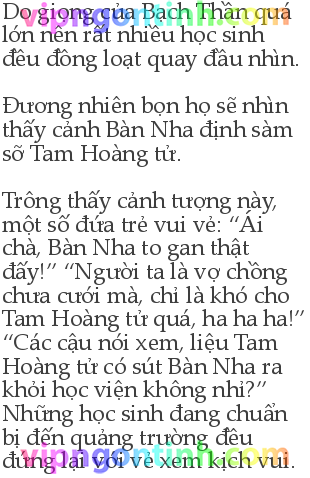 Do giọng của Bách Thần quá
lớn nên rất nhiều học sinh
đều đồng loạt quay đầu nhìn.
Đương nhiên bọn họ sẽ nhìn
thấy cảnh Bàn Nha định sàm
sỡ Tam Hoàng tử.
Trông thấy cảnh tượng này,
một số đứa trẻ vui vẻ: “Ái
chà, Bàn Nha to gan thật
đấy!” “Người ta là vợ chồng
chưa cưới mà, chỉ là khó cho
Tam Hoàng tử quá, ha ha ha!”
“Các cậu nói xem, liệu Tam
Hoàng tử có sút Bàn Nha ra
khỏi học viện không nhỉ?”
Những học sinh đang chuẩn
bị đến quảng trường đều
đứng lại với vẻ xem kịch vui.
vipngontinh.com
vipngontinh.com